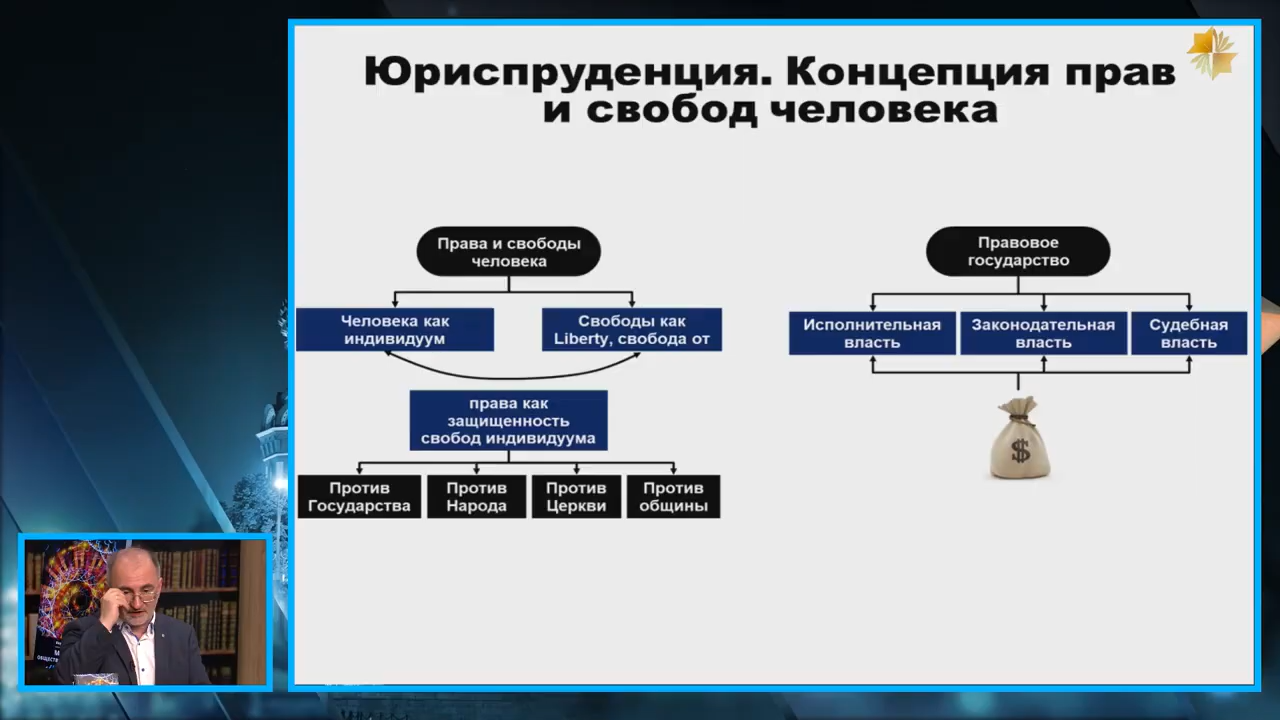 Юриспруденция. Концепция прав
и свобод человека
Права и свободы
человека
Человека как
индивидуум
Свободы как
Liberty, свобода от
права как
защищенность
свобод индивидуума
Против
Государства
Против
Народа
Против
Церкви
Против
общины
Правовое
государство
Исполнительная
власть
Законодательная
власть
Судебная
власть
$